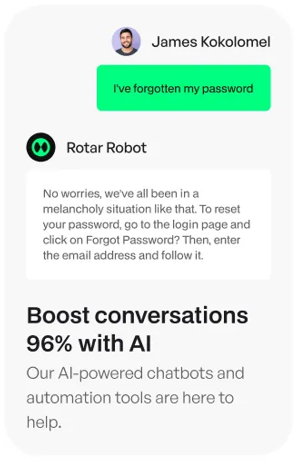 James Kokolomel
I've forgotten my password
Rotar Robot
No worries, we've all been in a
melancholy situation like that. To reset
your password, go to the login page and
click on Forgot Password? Then, enter
the email address and follow it.
Boost conversations
96% with AI
Our AI-powered chatbots and
automation tools are here to
help.